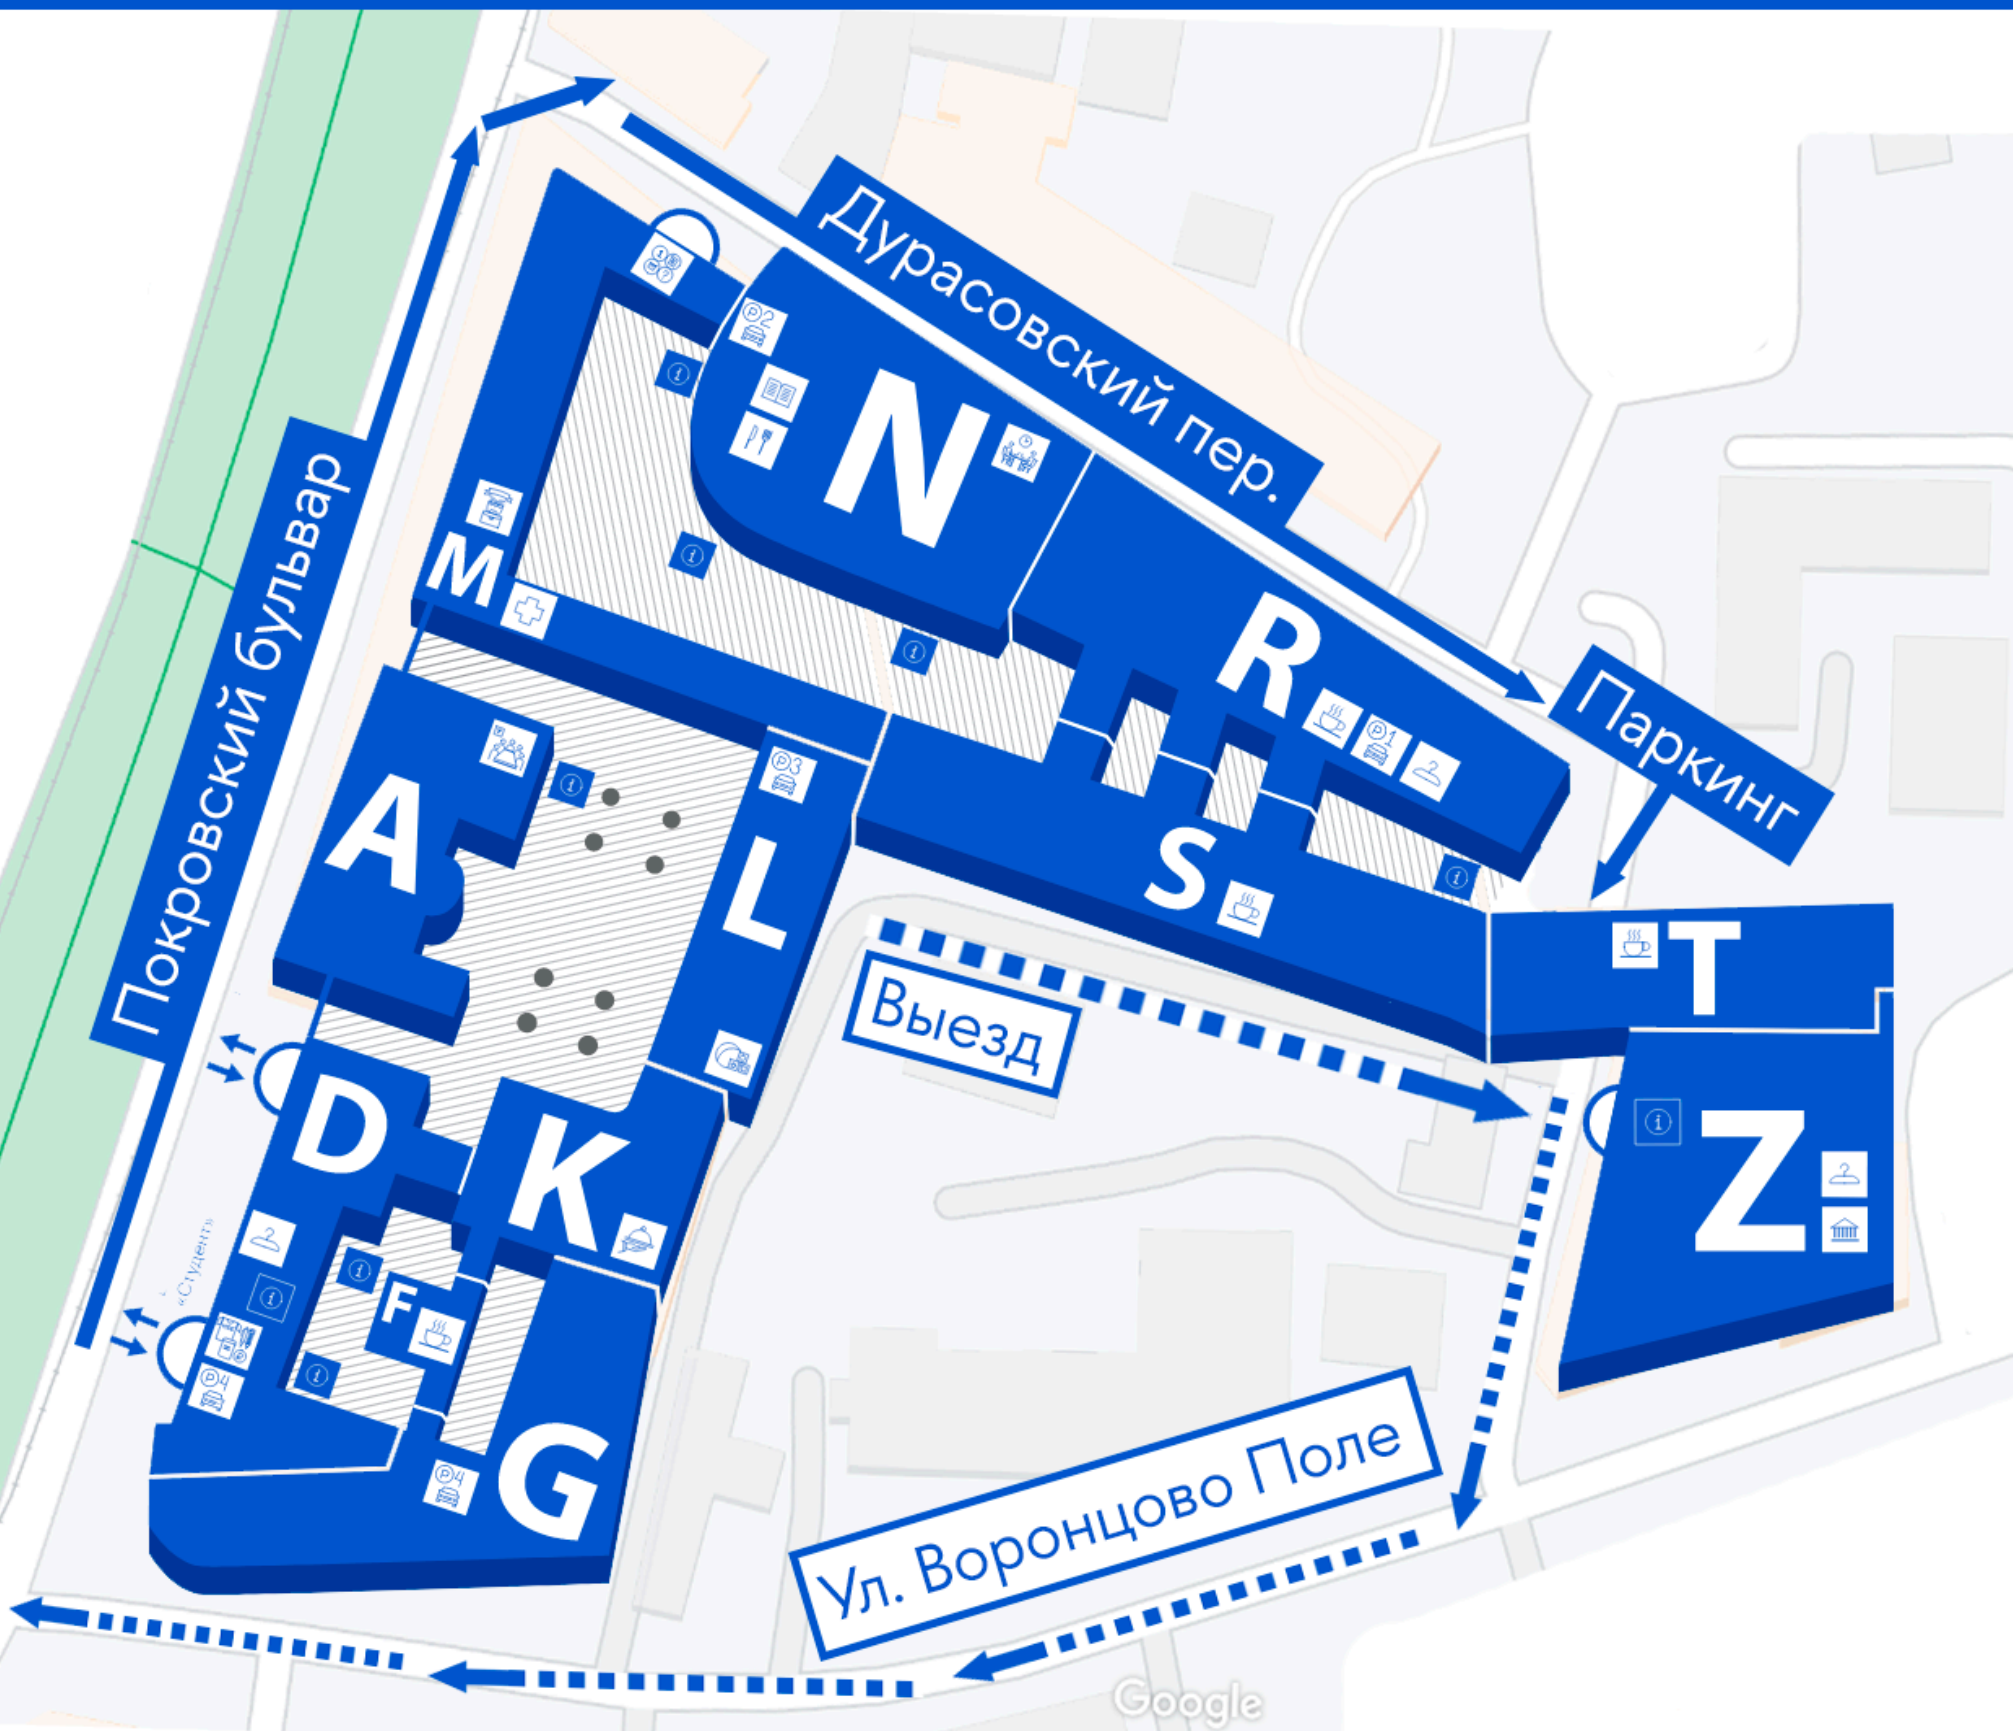 Дурасовский пер.
Покровский бульвар
Паркинг
P2
N
M
R
P1
A
P3
L
S
T
Выезд
D
K
Z
«Студент»
F
P4
P4
G
Ул. Воронцово Поле
Google